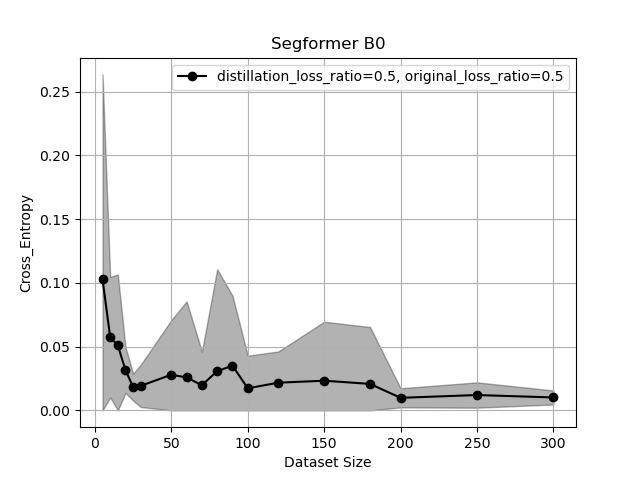 Segformer B0
distillation_loss_ratio=0.5, original_loss_ratio=0.5
Cross_Entropy
0.25
0.20
0.15
0.10
0.05
0.00
0 50 100 150 200 250 300
Dataset Size